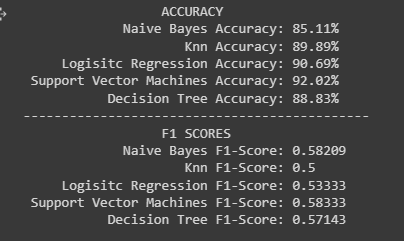 ACCURACY
Naive Bayes Accuracy: 85.11%
Knn Accuracy: 89.89%
Logisitc Regression Accuracy: 90.69%
Support Vector Machines Accuracy: 92.02%
Decision Tree Accuracy: 88.83%
---------------------------------------------
F1 SCORES
Naive Bayes F1-Score: 0.58209
Knn F1-Score: 0.5
Logisitc Regression F1-Score: 0.53333
Support Vector Machines F1-Score: 0.58333
Decision Tree F1-Score: 0.57143